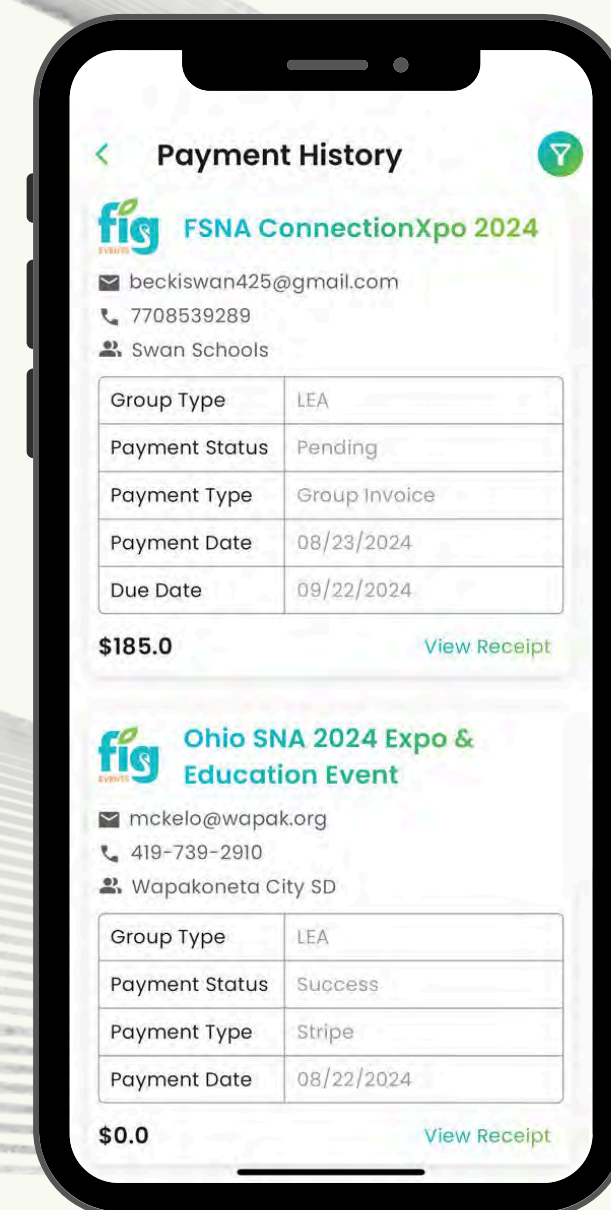 Payment History
fig
EVENTS
FSNA ConnectionXpo 2024
beckiswan425@gmail.com
7708539289
Swan Schools
Group Type LEA
Payment Status Pending
Payment Type Group Invoice
Payment Date 08/23/2024
Due Date 09/22/2024
$185.0 View Receipt
fig
EVENTS
Ohio SNA 2024 Expo &
Education Event
mckelo@wapak.org
419-739-2910
Wapakoneta City SD
Group Type LEA
Payment Status Success
Payment Type Stripe
Payment Date 08/22/2024
$0.0 View Receipt